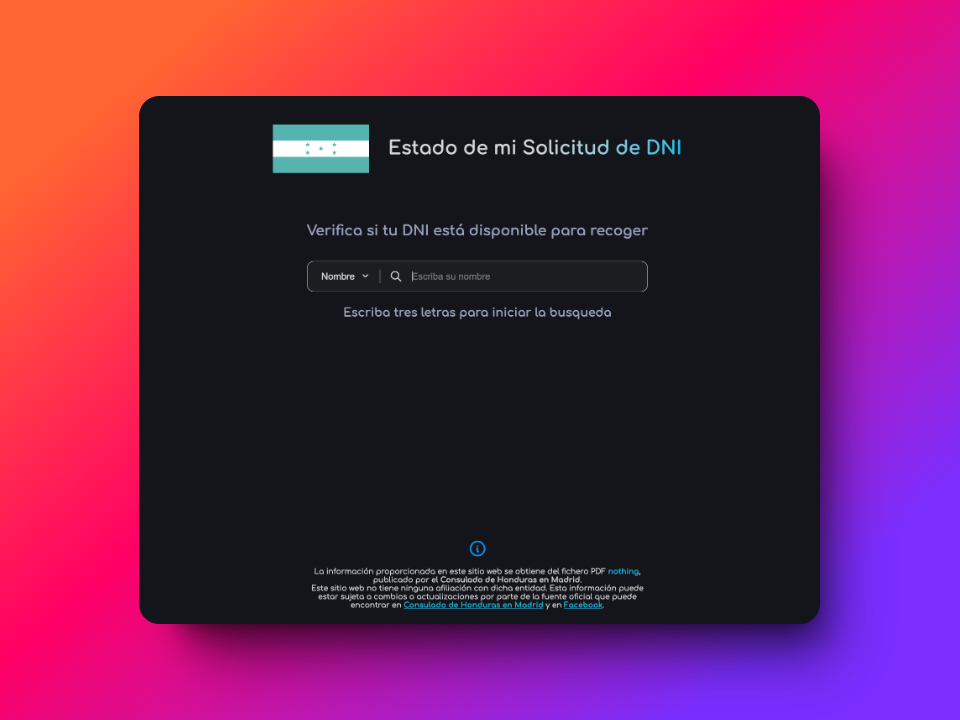 Estado de mi Solicitud de DNI
Verifica si tu DNI está disponible para recoger
Nombre
Escriba su nombre
Escriba tres letras para iniciar la busqueda
La información proporcionada en este sitio web se obtiene del fichero PDF nothing,
publicado por el Consulado de Honduras en Madrid.
Este sitio web no tiene ninguna afiliación con dicha entidad. Esta información puede
estar sujeta a cambios o actualizaciones por parte de la fuente oficial que puede
encontrar en Consulado de Honduras en Madrid y en Facebook.